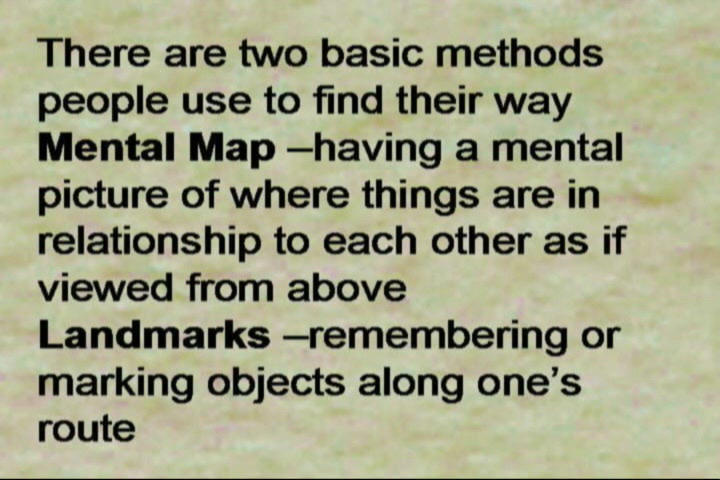 There are two basic methods
people use to find their way
Mental Map –having a mental
picture of where things are in
relationship to each other as if
viewed from above
Landmarks –remembering or
marking objects along one’s
route